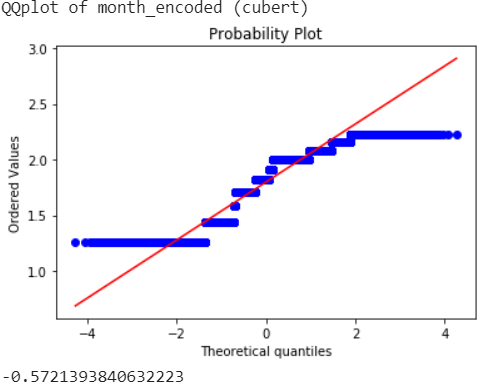 QQplot of month_encoded (cubert)
Probability Plot
3.0
2.5
2.0
1.5
1.0
Ordered Values
−4
−2
0
2
4
Theoretical quantiles
-0.5721393840632223